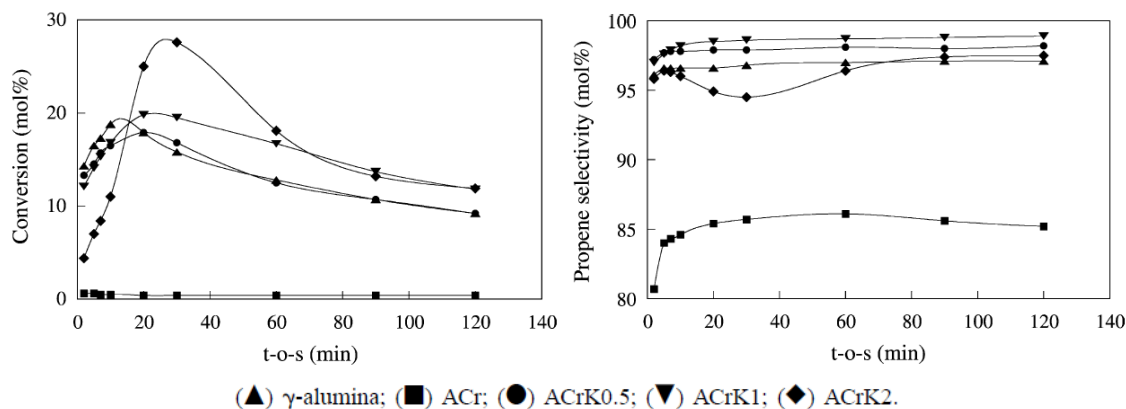 30
20
10
0
0 20 40 60 80 100 120 140
Conversion (mol%)
t-o-s (min)
100
95
90
85
80
0 20 40 60 80 100 120 140
Propene selectivity (mol%)
t-o-s (min)
(▲) γ-alumina; (■) ACr; (●) ACrK0.5; (▼) ACrK1; (◆) ACrK2.